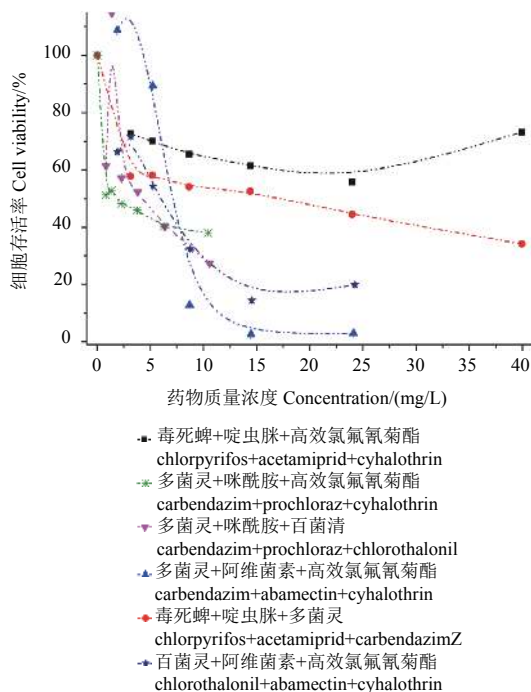 100
80
60
40
20
0
细胞存活率 Cell viability/%
0 5 10 15 20 25 30 35 40
药物质量浓度 Concentration/(mg/L)
毒死蜱+啶虫脒+高效氯氟氰菊酯
chlorpyrifos+acetamiprid+cyhalothrin
多菌灵+咪酰胺+高效氯氟氰菊酯
carbendazim+prochloraz+cyhalothrin
多菌灵+咪酰胺+百菌清
carbendazim+prochloraz+chlorothalonil
多菌灵+阿维菌素+高效氯氟氰菊酯
carbendazim+abamectin+cyhalothrin
毒死蜱+啶虫脒+多菌灵
chlorpyrifos+acetamiprid+carbendazimZ
百菌灵+阿维菌素+高效氯氟氰菊酯
chlorothalonil+abamectin+cyhalothrin